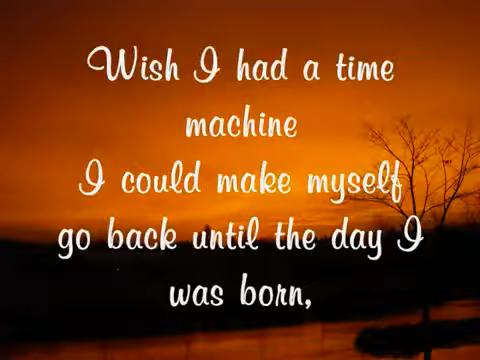 Wish I had a time
machine
I could make myself
go back until the day I
was born,